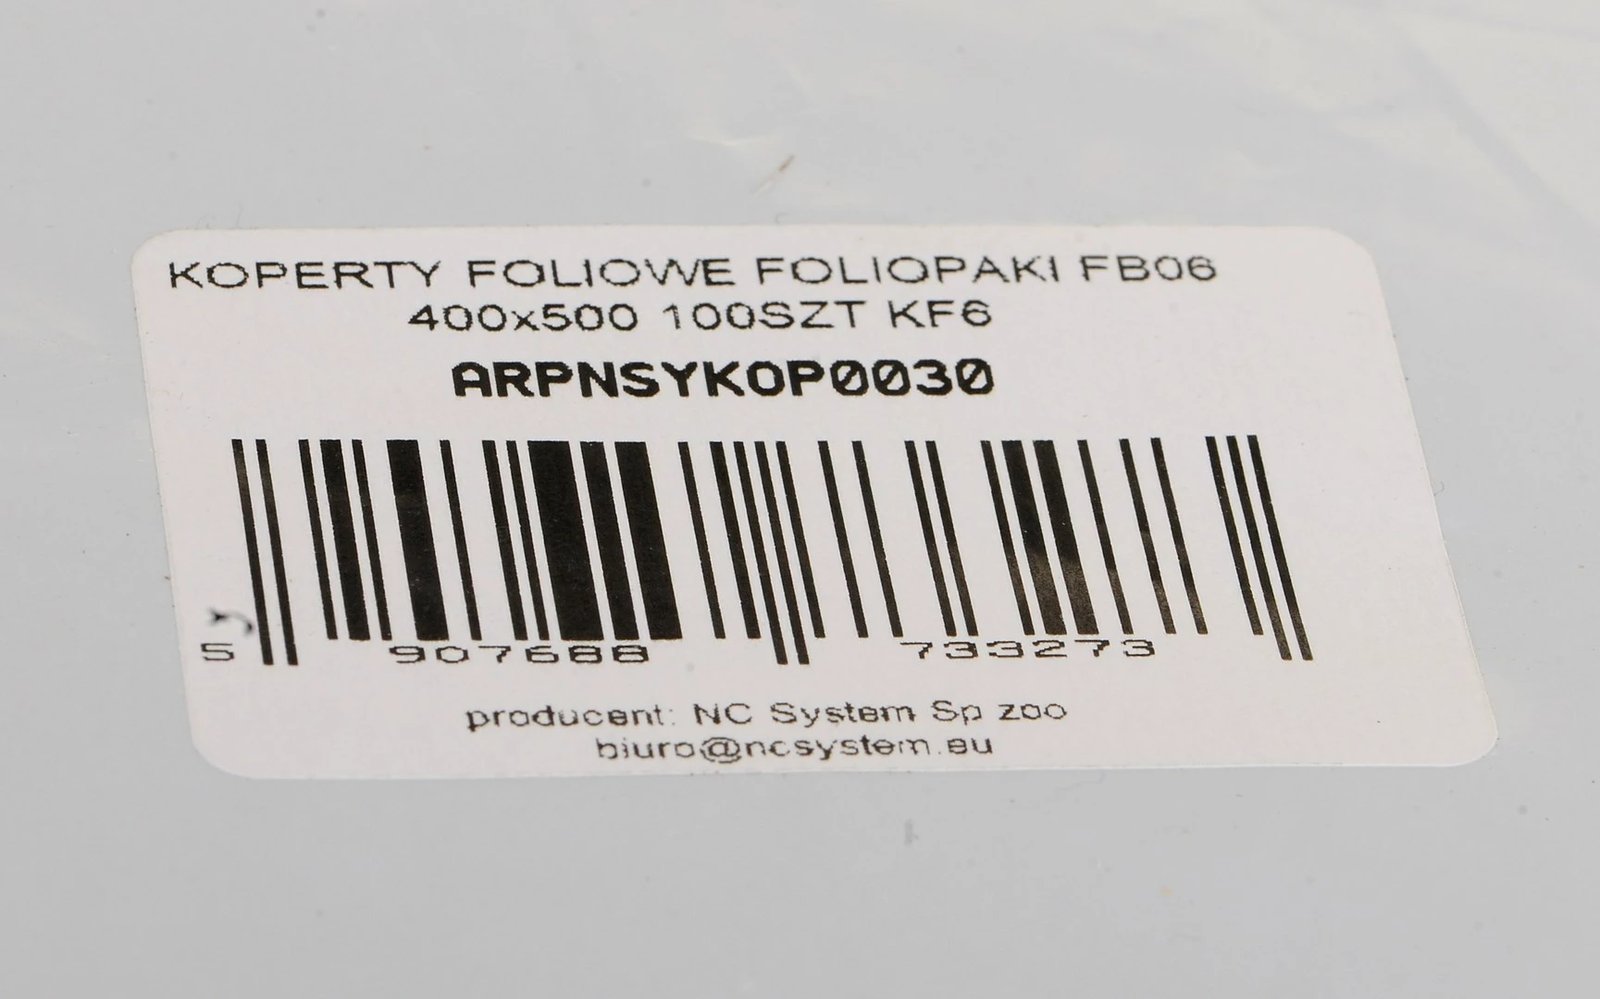 KOPERTY FOLIOWE FOLIOPAKI FB06
400x500 100SZT KF6
ARPNSYKOP0030
5 907688 733273
producent: NC System Sp zoo
biuro@ncsystem.eu